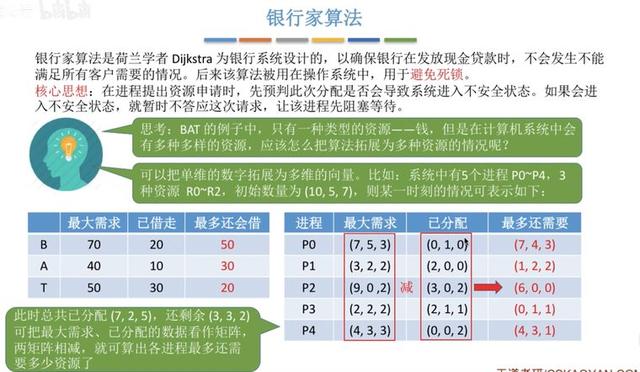 银行家算法
银行家算法是荷兰学者 Dijkstra 为银行系统设计的，以确保银行在发放现金贷款时，不会发生不能
满足所有客户需要的情况。后来该算法被用在操作系统中，用于避免死锁。
核心思想：在进程提出资源申请时，先预判此次分配是否会导致系统进入不安全状态。如果会进
入不安全状态，就暂时不答应这次请求，让该进程先阻塞等待。
思考：BAT 的例子中，只有一种类型的资源——钱，但是在计算机系统中会
有多种多样的资源，应该怎么把算法拓展为多种资源的情况呢？
可以把单维的数字拓展为多维的向量。比如：系统中有5个进程 P0~P4，3
种资源 R0~R2，初始数量为 (10, 5, 7)，则某一时刻的情况可表示如下：
最大需求 已借走 最多还会借
B 70 20 50
A 40 10 30
T 50 30 20
进程 最大需求 已分配 最多还需要
P0 (7, 5, 3) (0, 1, 0) (7, 4, 3)
P1 (3, 2, 2) (2, 0, 0) (1, 2, 2)
P2 (9, 0, 2) 减 (3, 0, 2) (6, 0, 0)
P3 (2, 2, 2) (2, 1, 1) (0, 1, 1)
P4 (4, 3, 3) (0, 0, 2) (4, 3, 1)
此时总共已分配 (7, 2, 5)，还剩余 (3, 3, 2)
可把最大需求、已分配的数据看作矩阵，
两矩阵相减，就可算出各进程最多还需
要多少资源了